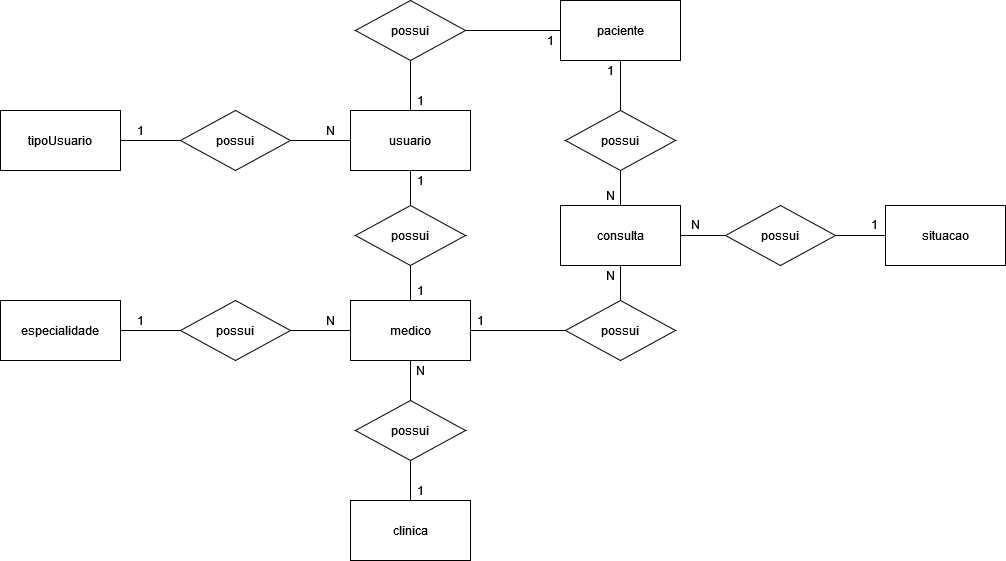 possui
paciente
1
1
1
tipoUsuario
1
possui
N
usuario
possui
1
N
possui
consulta
N
possui
1
situacao
N
1
especialidade
1
possui
N
medico
1
possui
N
possui
1
clinica